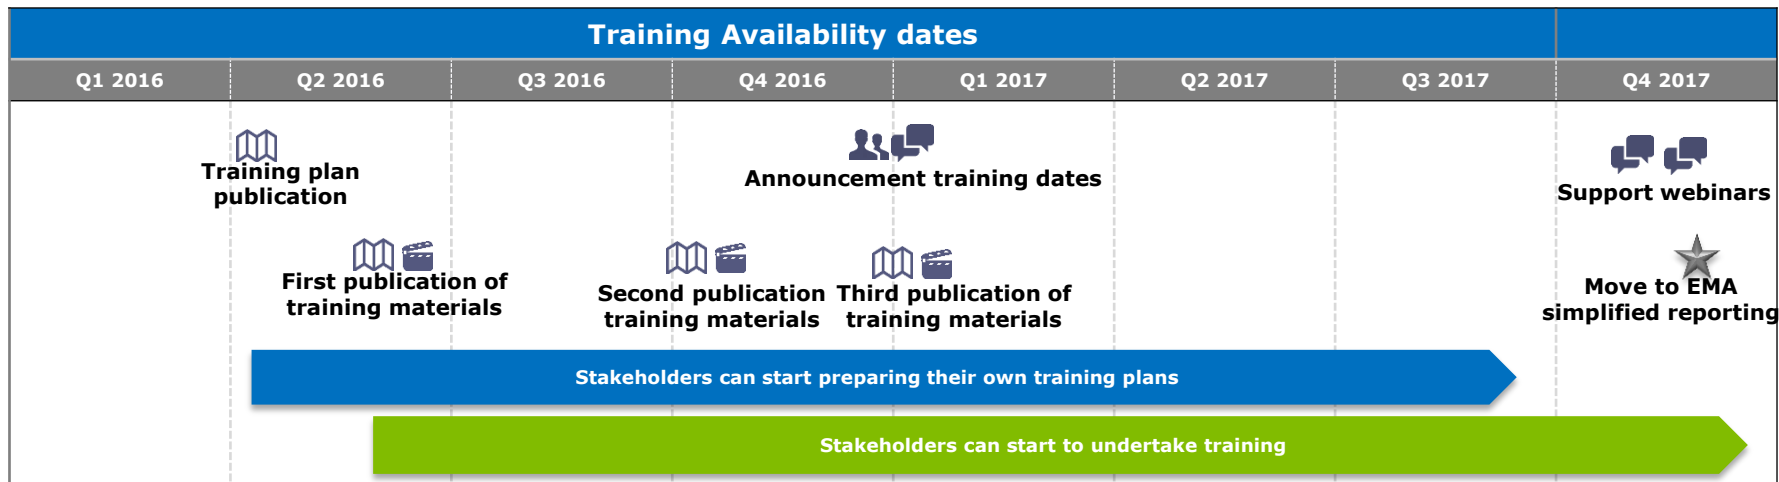 Training Availability dates
Q1 2016
Q2 2016
Q3 2016
Q4 2016
Q1 2017
Q2 2017
Q3 2017
Q4 2017
Training plan
publication
Announcement training dates
Support webinars
First publication of
training materials
Second publication
training materials
Third publication of
training materials
Move to EMA
simplified reporting
Stakeholders can start preparing their own training plans
Stakeholders can start to undertake training